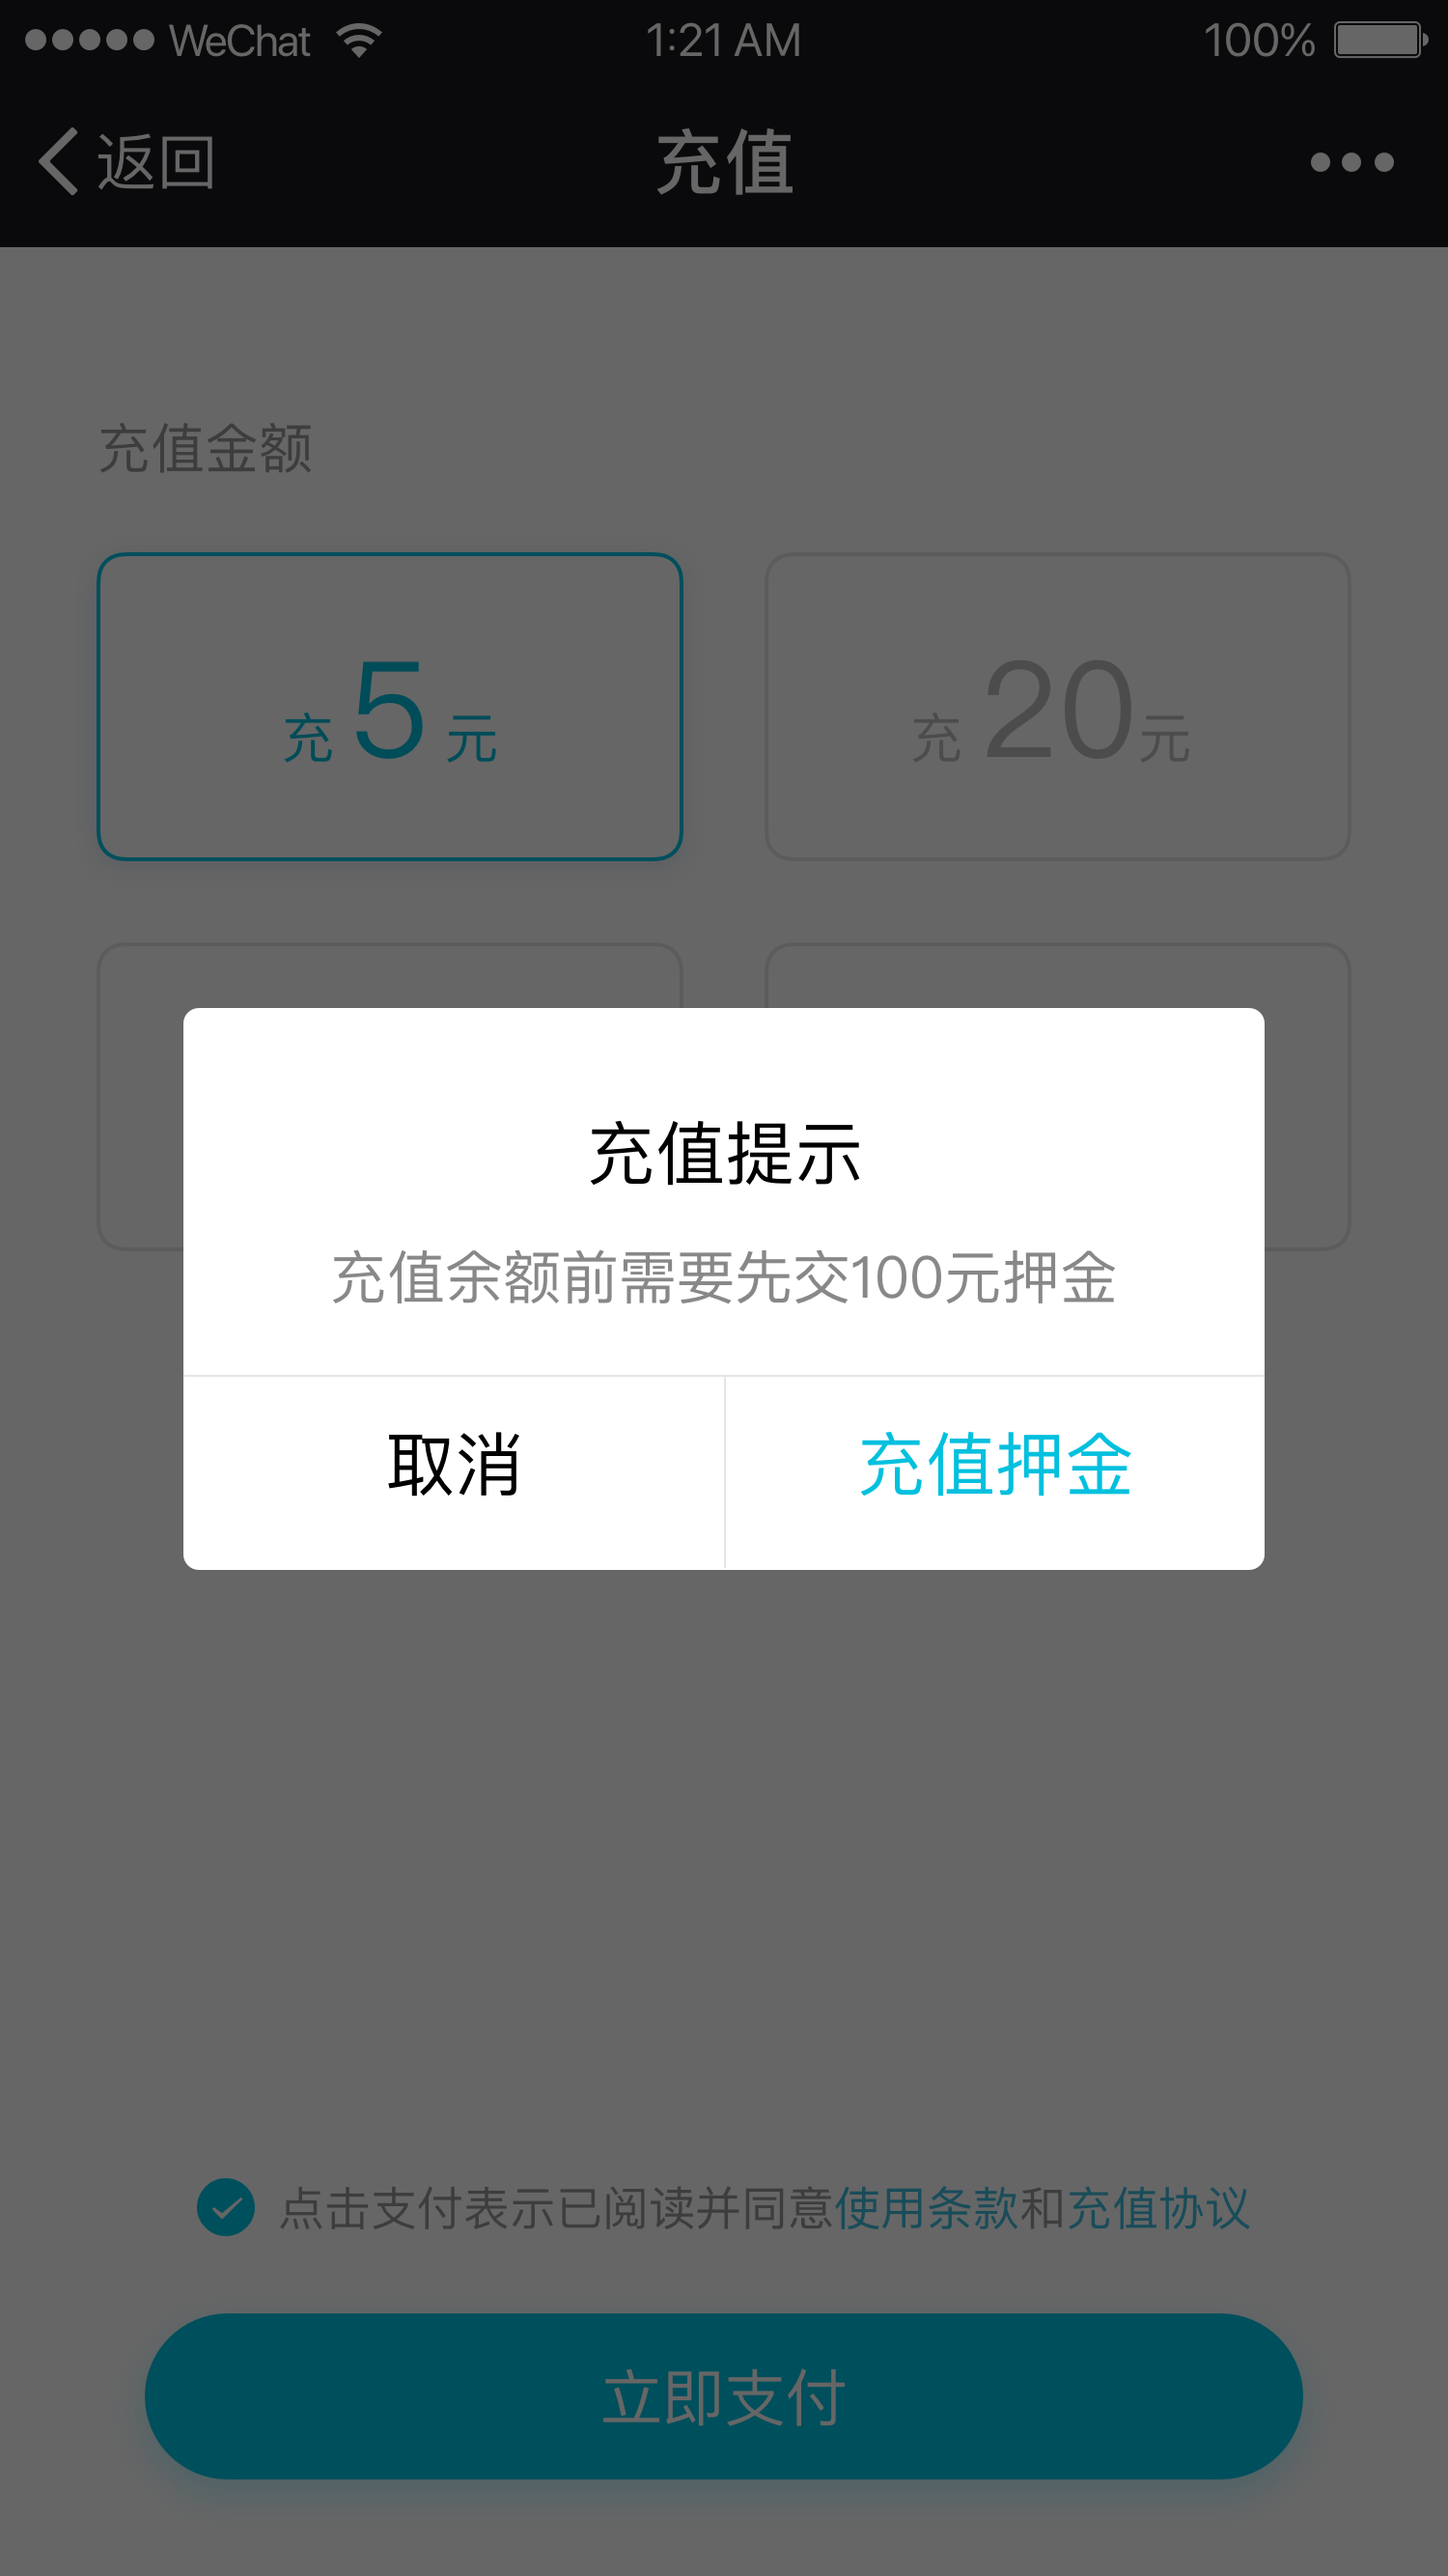 WeChat 1:21 AM 100%
返回 充值
充值金额
充 5 元
充 20 元
充值提示
充值余额前需要先交100元押金
取消 充值押金
点击支付表示已阅读并同意使用条款和充值协议
立即支付